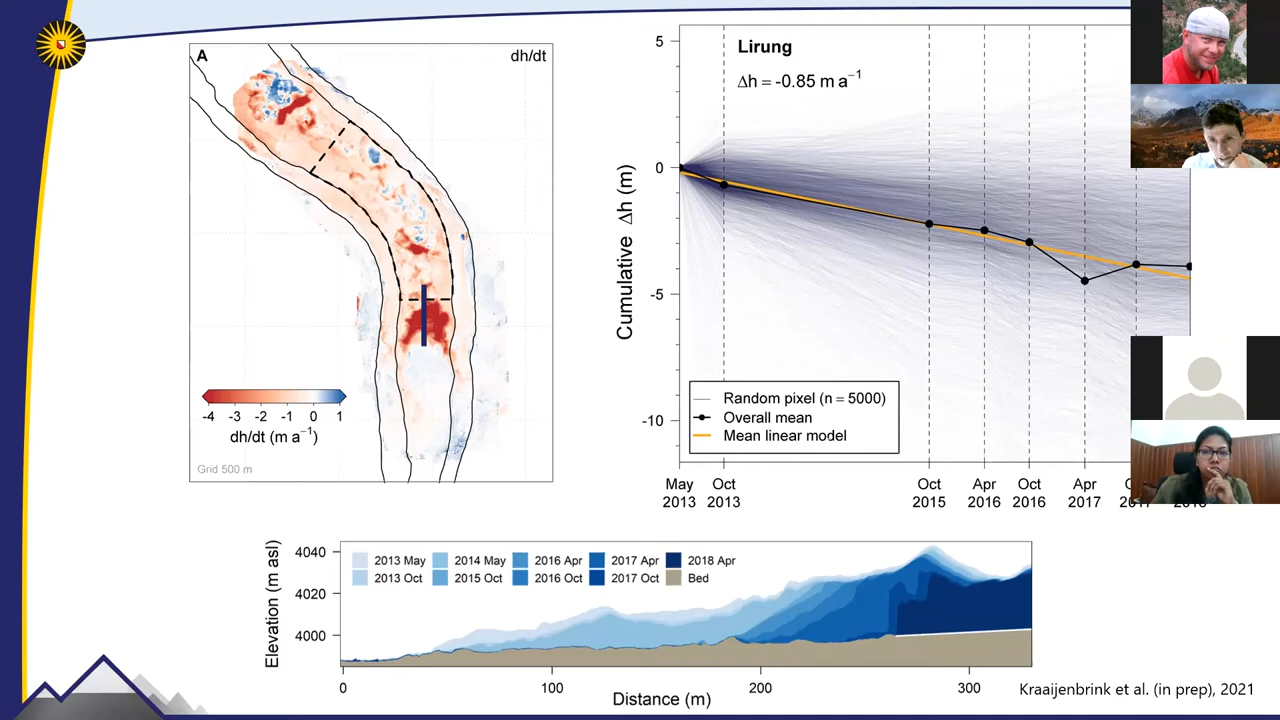 A
dh/dt
-4 -3 -2 -1 0 1
dh/dt (m a⁻¹)
Grid 500 m
Lirung
Δh = -0.85 m a⁻¹
Cumulative Δh (m)
5
0
-5
-10
Random pixel (n = 5000)
Overall mean
Mean linear model
May 2013
Oct 2013
Oct 2015
Apr 2016
Oct 2016
Apr 2017
Elevation (m asl)
4040
4020
4000
2013 May 2014 May 2016 Apr 2017 Apr 2018 Apr
2013 Oct 2015 Oct 2016 Oct 2017 Oct Bed
0 100 200 300
Distance (m)
Kraaijenbrink et al. (in prep), 2021